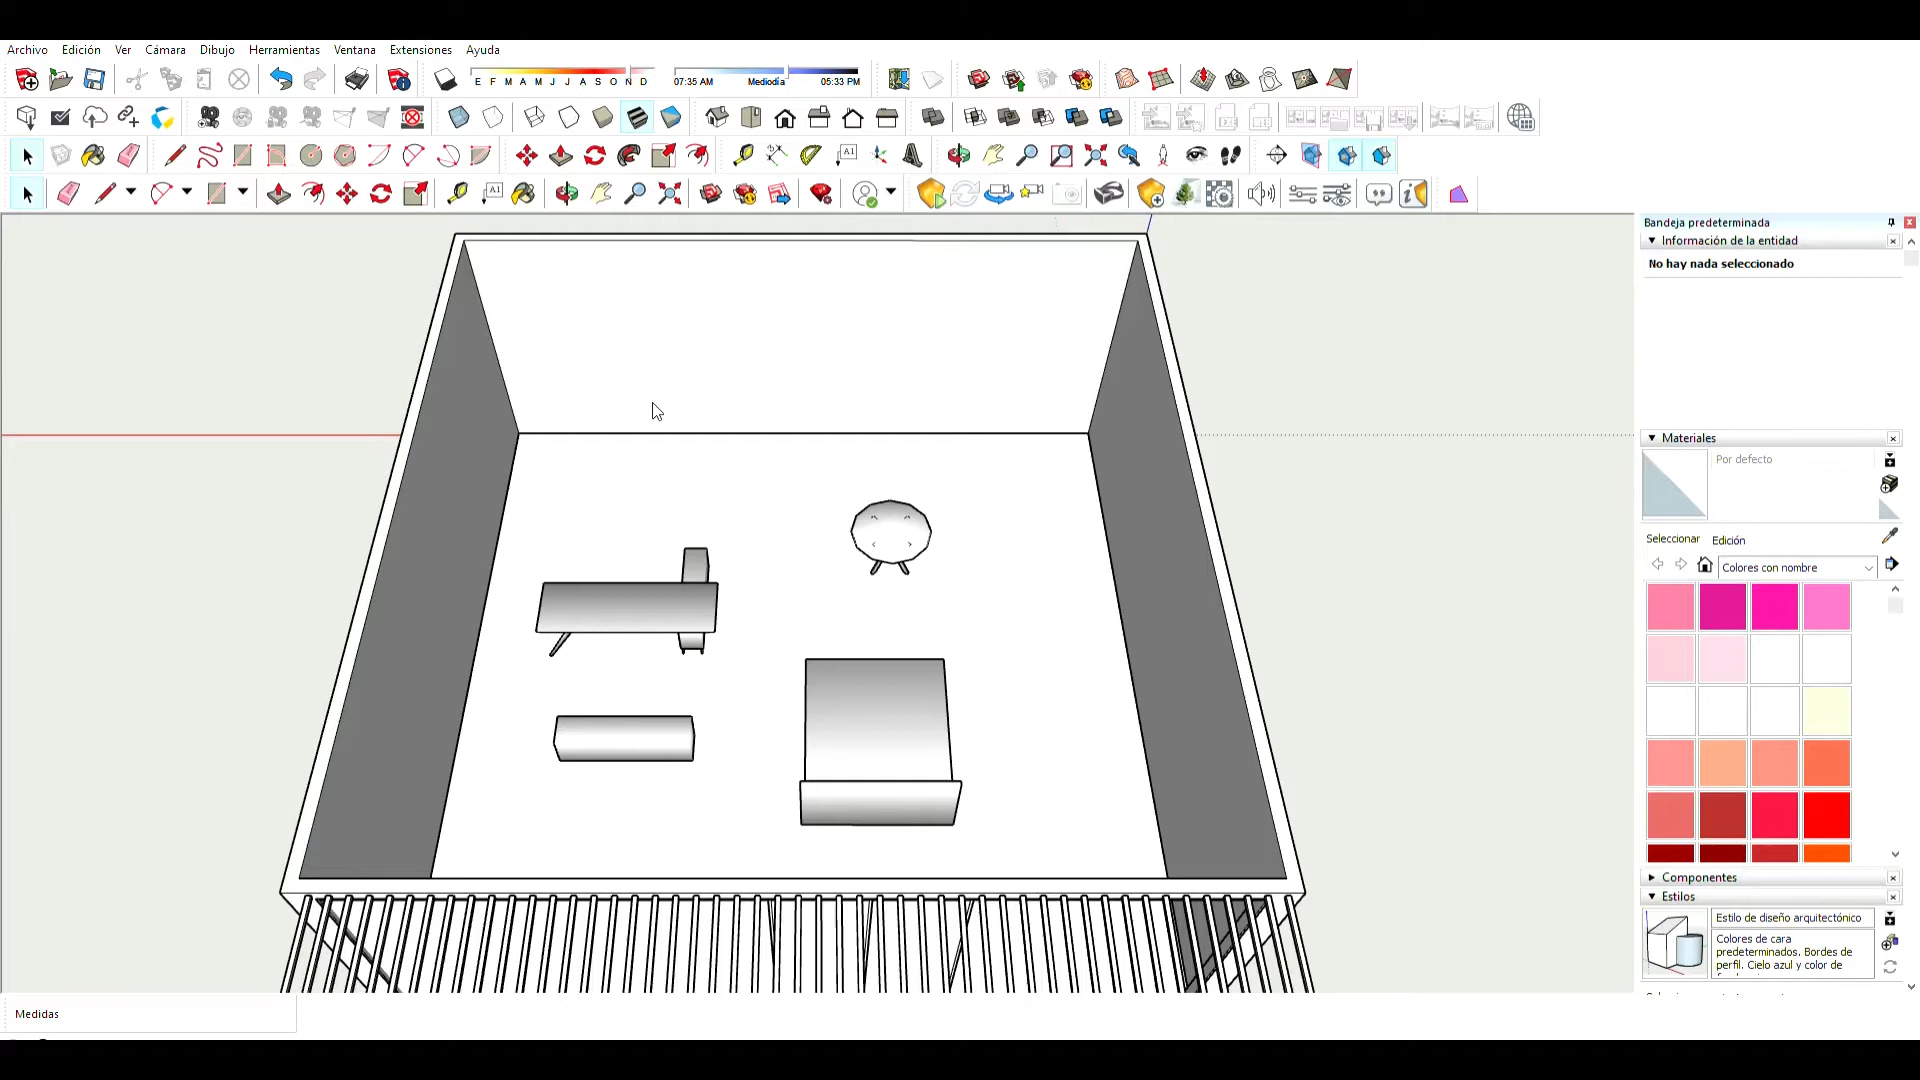 Archivo Edición Ver Cámara Dibujo Herramientas Ventana Extensiones Ayuda
E F M A M J J A S O N D
07:35 AM Mediodía 05:33 PM
A1
A1
Bandeja predeterminada
Información de la entidad
No hay nada seleccionado
Materiales
Por defecto
Seleccionar Edición
Colores con nombre
Componentes
Estilos
Estilo de diseño arquitectónico
Colores de cara
predeterminados. Bordes de
perfil. Cielo azul y color de
Medidas